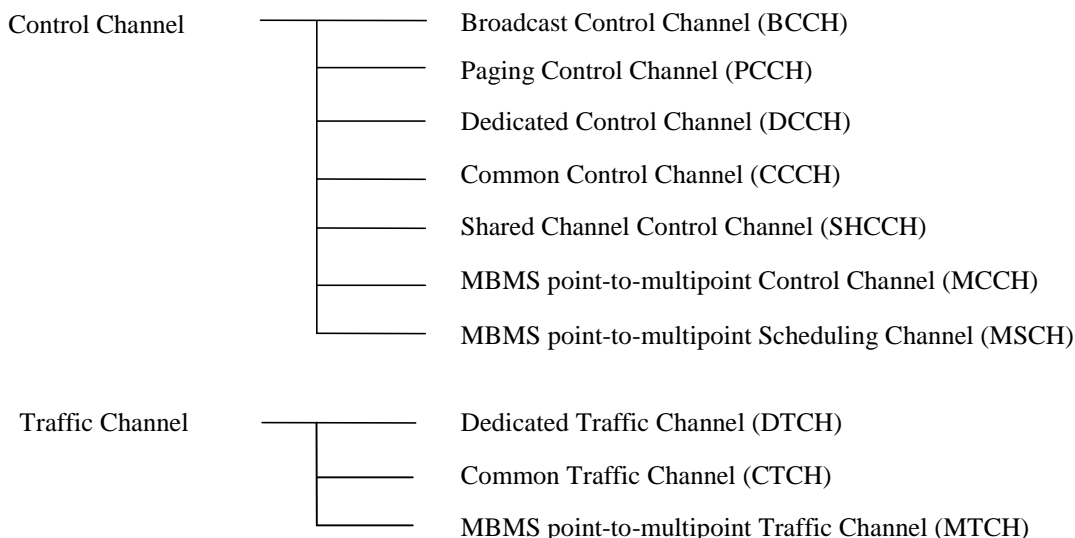 Control Channel
Broadcast Control Channel (BCCH)
Paging Control Channel (PCCH)
Dedicated Control Channel (DCCH)
Common Control Channel (CCCH)
Shared Channel Control Channel (SHCCH)
MBMS point-to-multipoint Control Channel (MCCH)
MBMS point-to-multipoint Scheduling Channel (MSCH)
Traffic Channel
Dedicated Traffic Channel (DTCH)
Common Traffic Channel (CTCH)
MBMS point-to-multipoint Traffic Channel (MTCH)